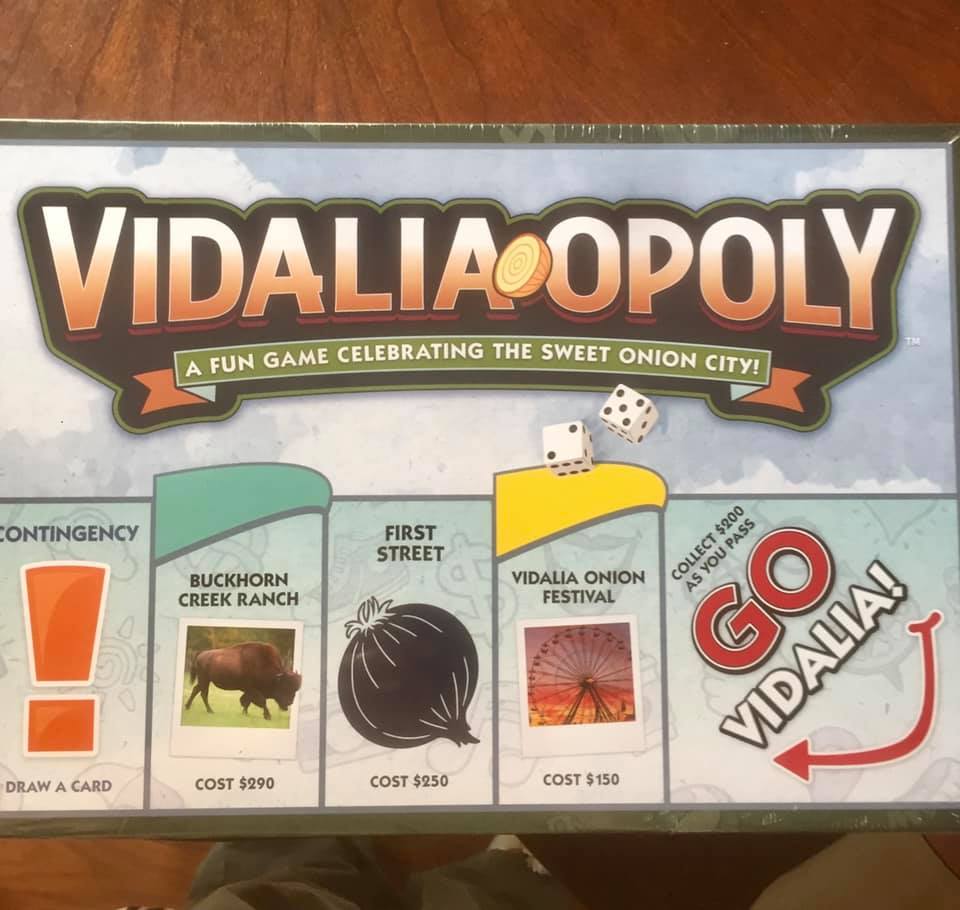 VIDALIA OPOLY
TM
A FUN GAME CELEBRATING THE SWEET ONION CITY!
CONTINGENCY
DRAW A CARD
BUCKHORN
CREEK RANCH
COST $290
FIRST
STREET
COST $250
VIDALIA ONION
FESTIVAL
COST $150
COLLECT $200
AS YOU PASS
GO
VIDALIA!